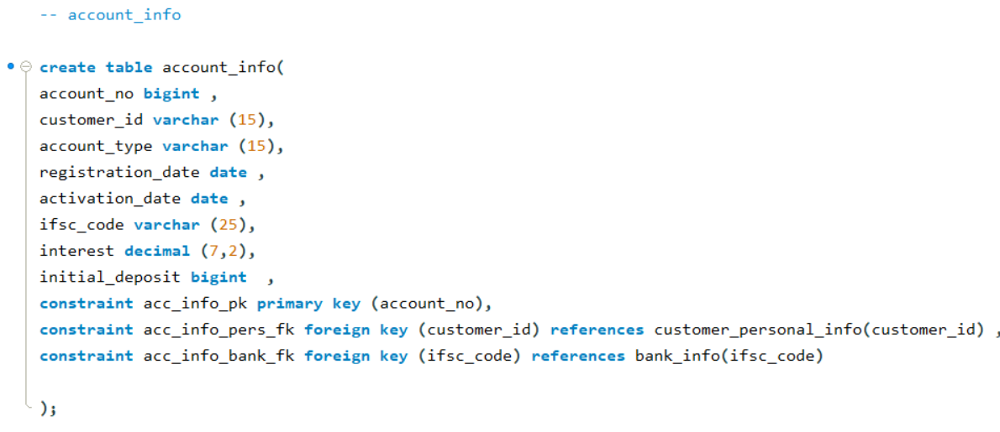 -- account_info
create table account_info(
account_no bigint ,
customer_id varchar (15),
account_type varchar (15),
registration_date date ,
activation_date date ,
ifsc_code varchar (25),
interest decimal (7,2),
initial_deposit bigint  ,
constraint acc_info_pk primary key (account_no),
constraint acc_info_pers_fk foreign key (customer_id) references customer_personal_info(customer_id) ,
constraint acc_info_bank_fk foreign key (ifsc_code) references bank_info(ifsc_code)
);